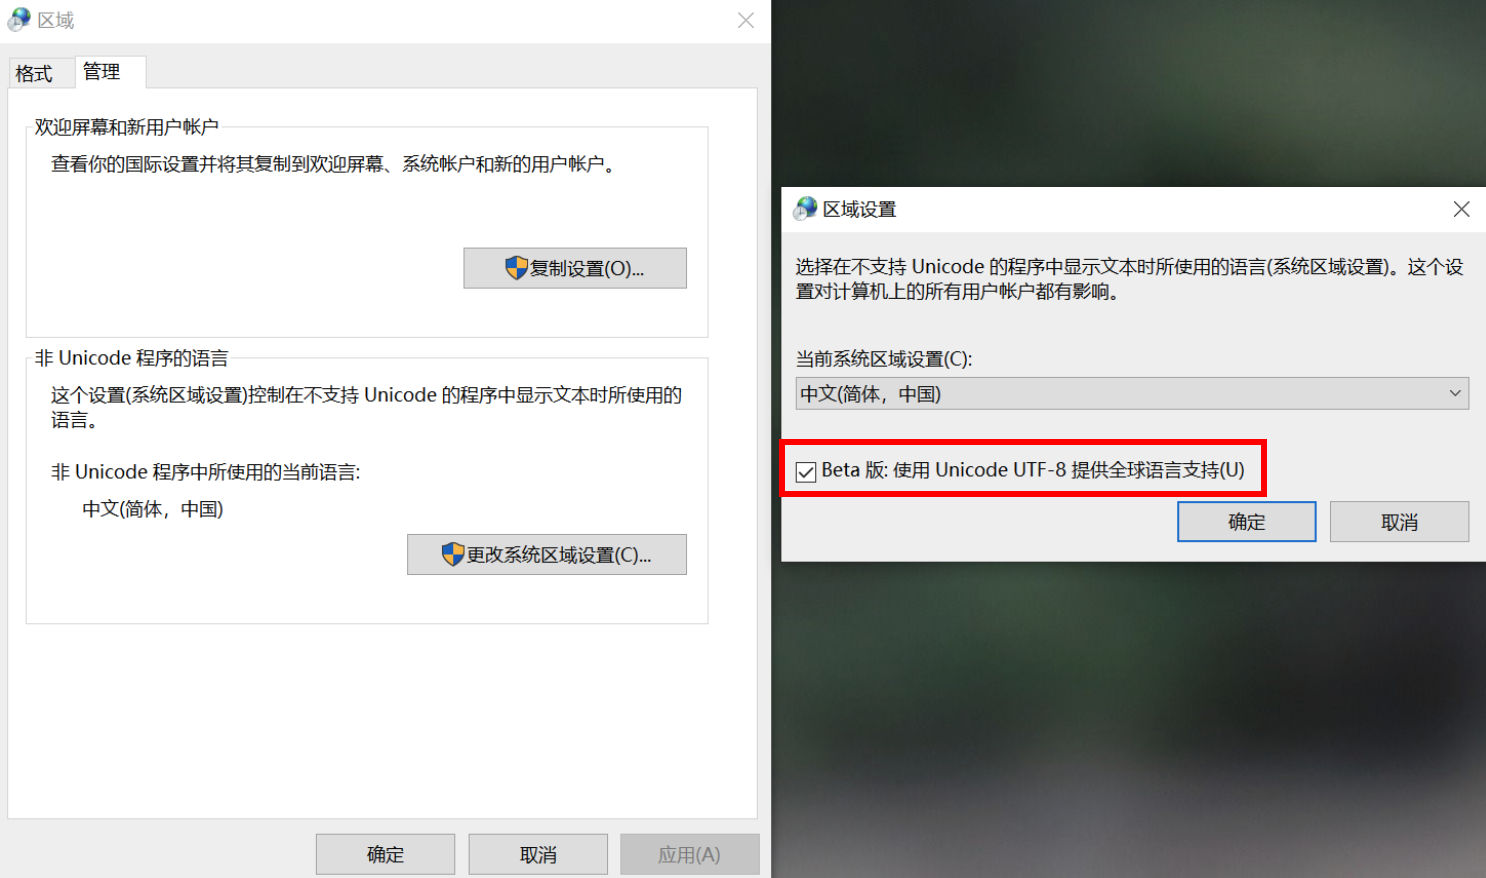 区域
格式
管理
欢迎屏幕和新用户帐户
查看你的国际设置并将其复制到欢迎屏幕、系统帐户和新的用户帐户。
复制设置(O)...
非 Unicode 程序的语言
这个设置(系统区域设置)控制在不支持 Unicode 的程序中显示文本时所使用的
语言。
非 Unicode 程序中所使用的当前语言:
中文(简体，中国)
更改系统区域设置(C)...
确定
取消
应用(A)
区域设置
选择在不支持 Unicode 的程序中显示文本时所使用的语言(系统区域设置)。这个设
置对计算机上的所有用户帐户都有影响。
当前系统区域设置(C):
中文(简体，中国)
Beta 版: 使用 Unicode UTF-8 提供全球语言支持(U)
确定
取消